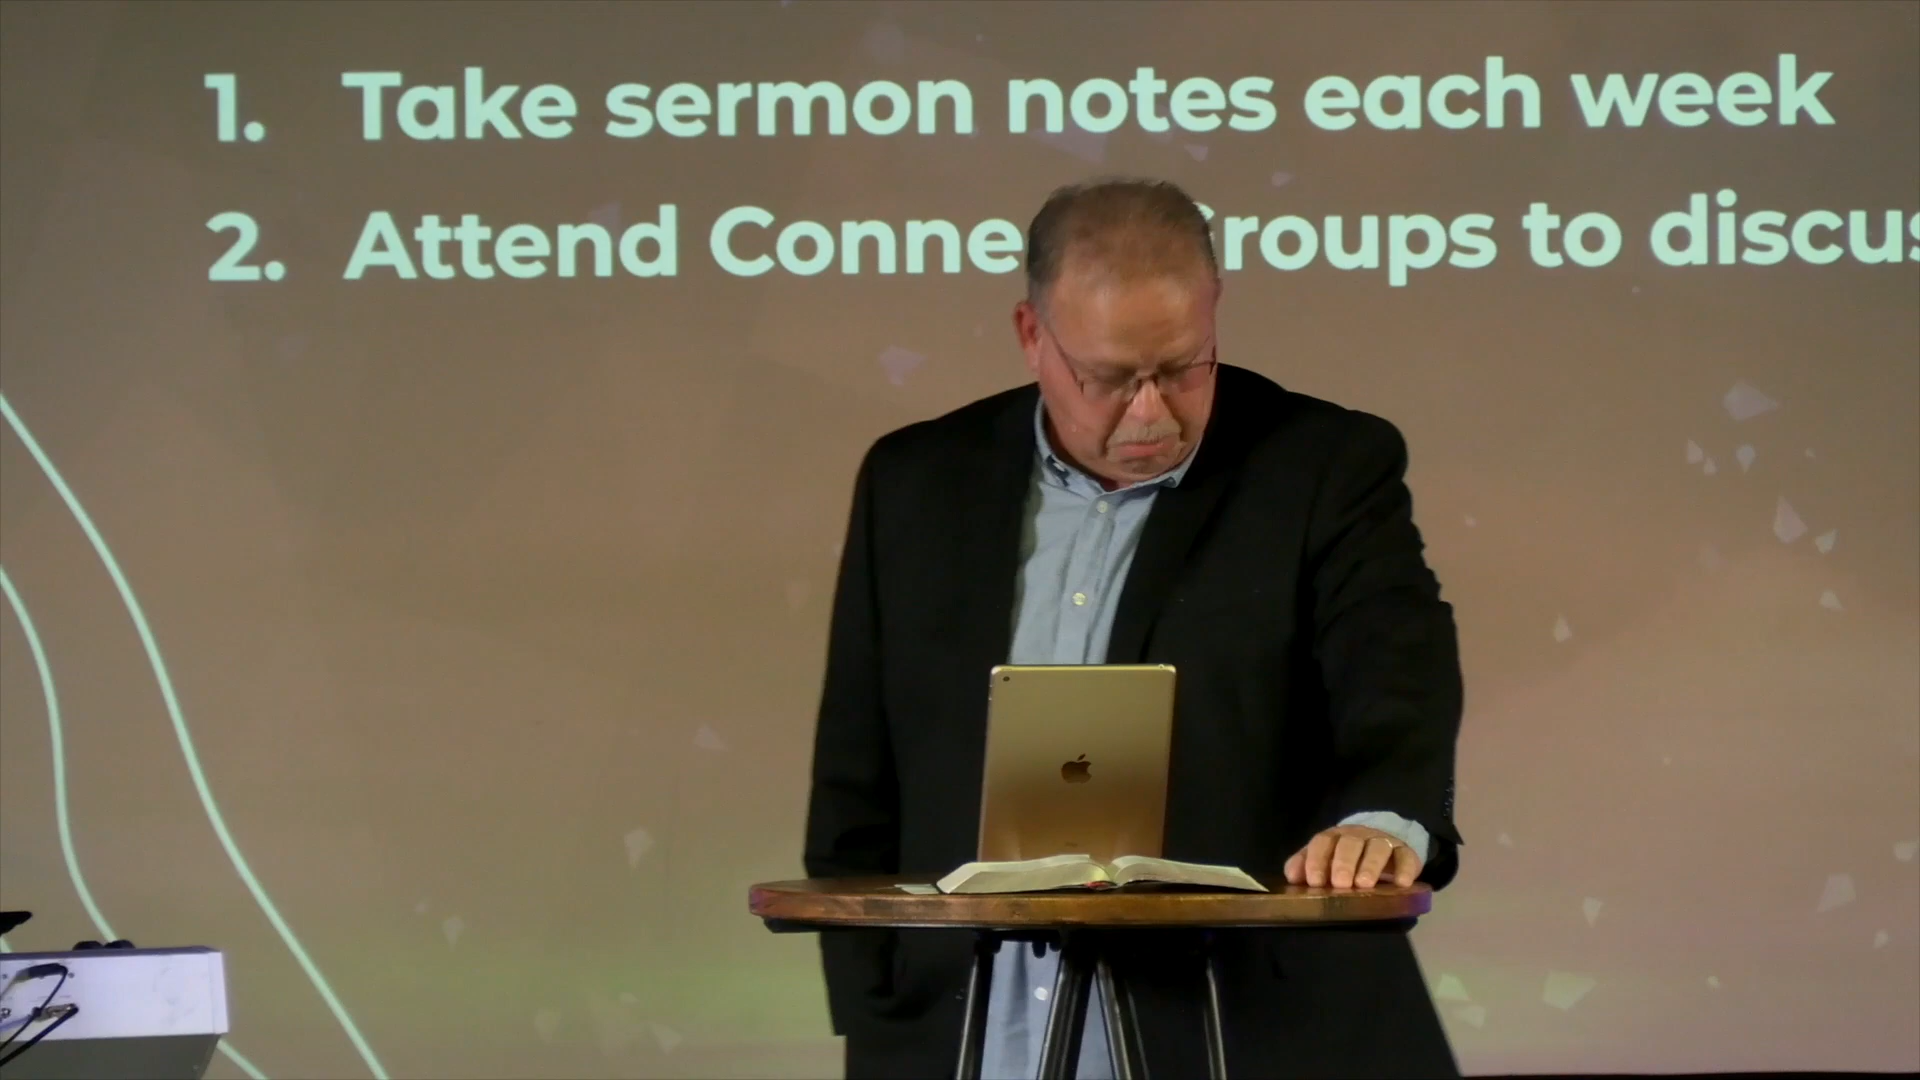 1. Take sermon notes each week
2. Attend Conne roups to discus